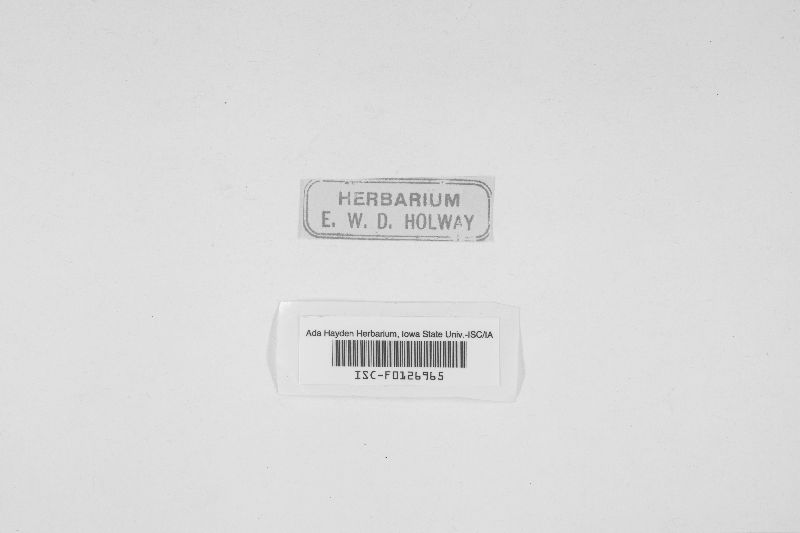 HERBARIUM
E. W. D. HOLWAY
Ada Hayden Herbarium, Iowa State Univ.-ISC/IA
ISC-F0126965